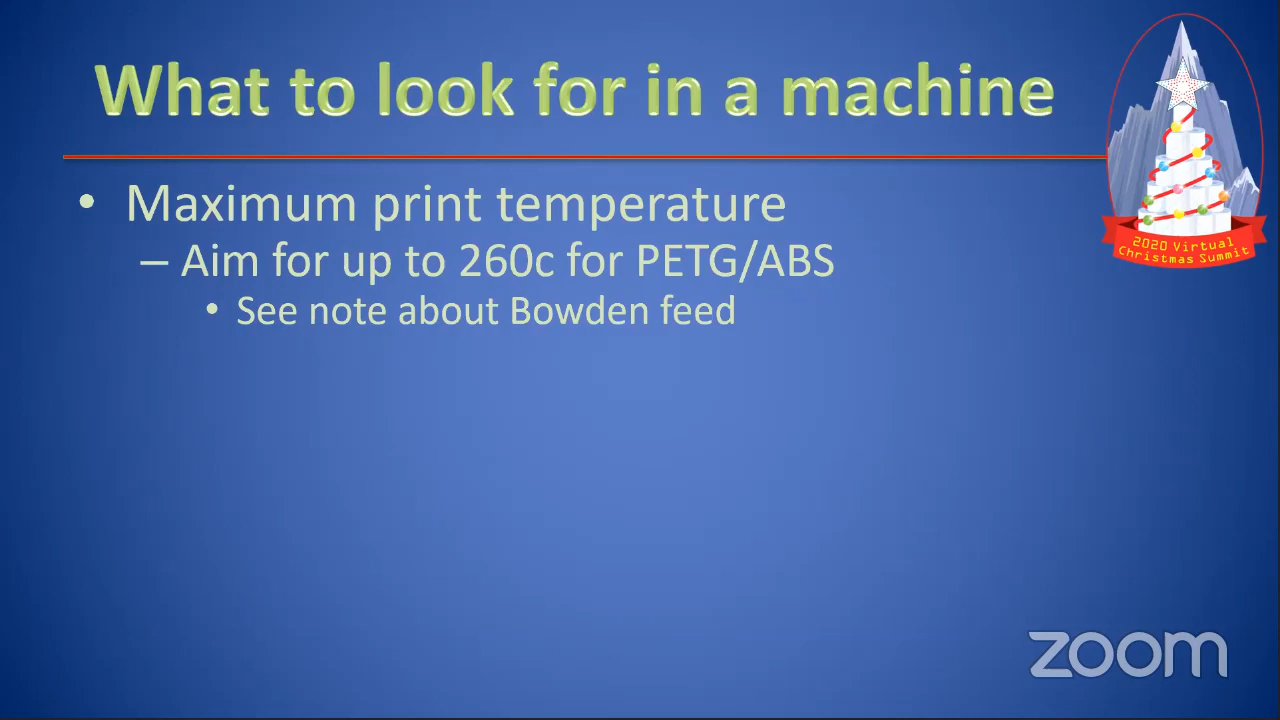 What to look for in a machine
• Maximum print temperature
– Aim for up to 260c for PETG/ABS
• See note about Bowden feed
2020 Virtual
Christmas Summit
zoom